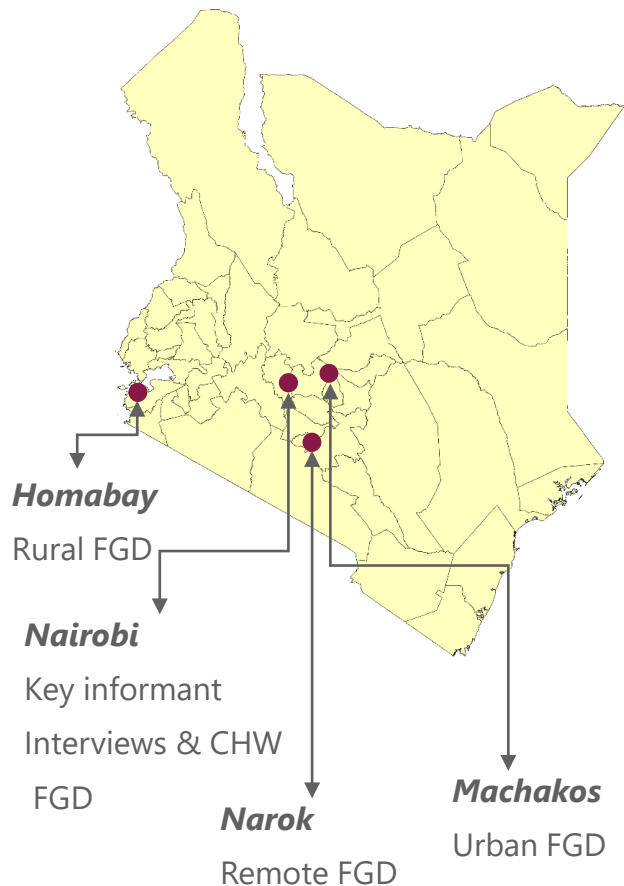 Homabay
Rural FGD
Nairobi
Key informant
Interviews & CHW
FGD
Narok
Remote FGD
Machakos
Urban FGD